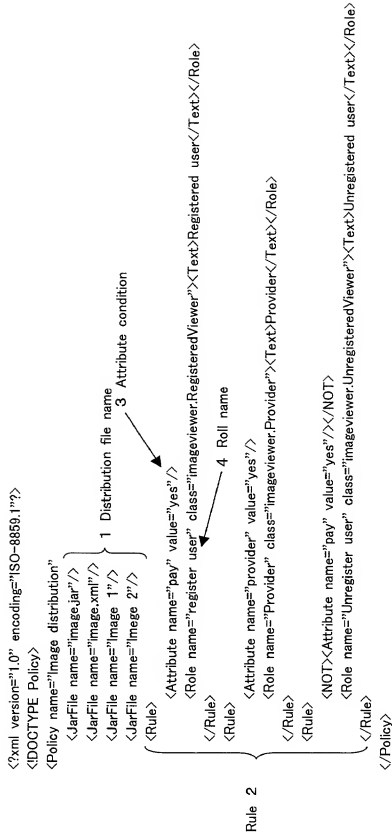 <?xml version="1.0" encoding="ISO-8859.1"?>
<!DOCTYPE Policy>
<Policy name="Image distribution"
<JarFile name="image.jar"/>
<JarFile name="image.xml"/>
<JarFile name="Image 1"/>
<JarFile name="Imege 2"/>
1 Distribution file name
3 Attribute condition
<Rule>
<Attribute name="pay" value="yes"/>
<Role name="register user" class="imageviewer.RegisteredViewer"><Text>Registered user</Text></Role>
4 Roll name
</Rule>
<Rule>
<Attribute name="provider" value="yes"/>
<Role name="Provider" class="imageviewer.Provider"><Text>Provider</Text></Role>
</Rule>
<Rule>
<NOT><Attribute name="pay" value="yes"/></NOT>
<Role name="Unregister user" class="imageviewer.UnregisteredViewer"><Text>Unregistered user</Text></Role>
</Rule>
Rule 2
</Policy>